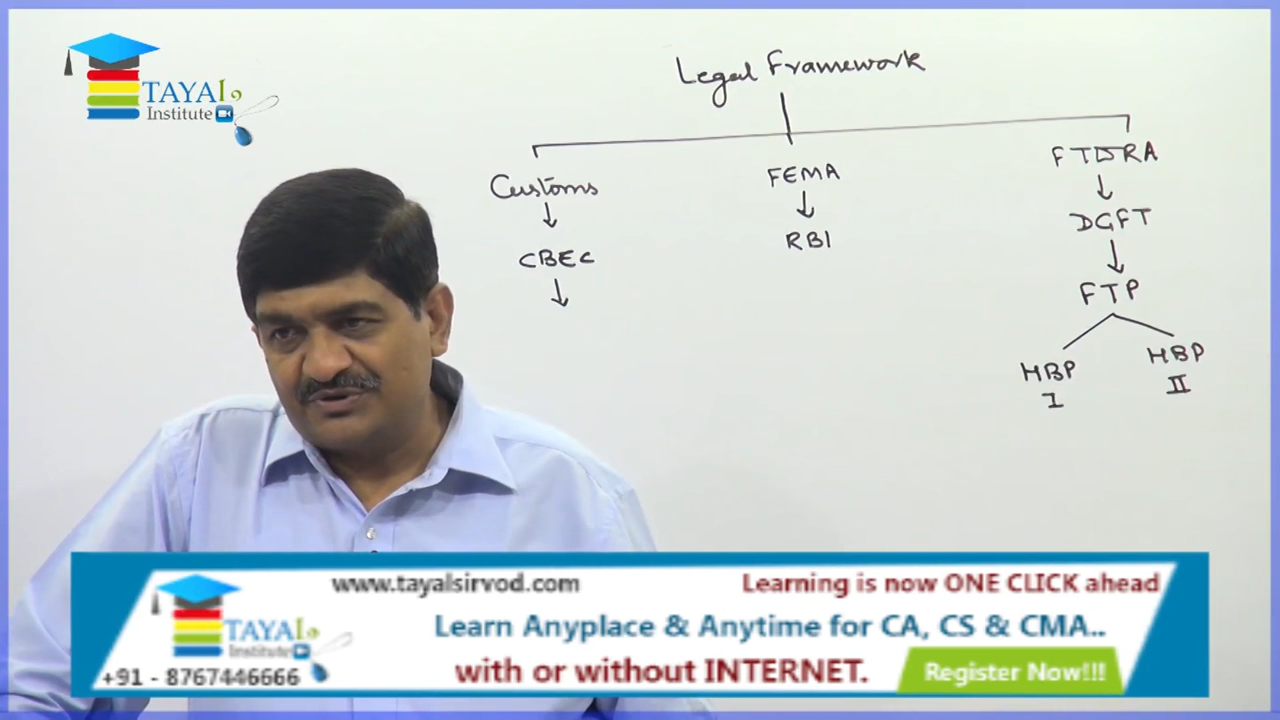 TAYAL
Institute
Legal Framework
Customs
CBEC
FEMA
RBI
FTDRA
DGFT
FTP
HBP
I
HBP
II
www.tayalsirvod.com
Learning is now ONE CLICK ahead
TAYAL
Institute
Learn Anyplace & Anytime for CA, CS & CMA..
+91 - 8767446666
with or without INTERNET.
Register Now!!!